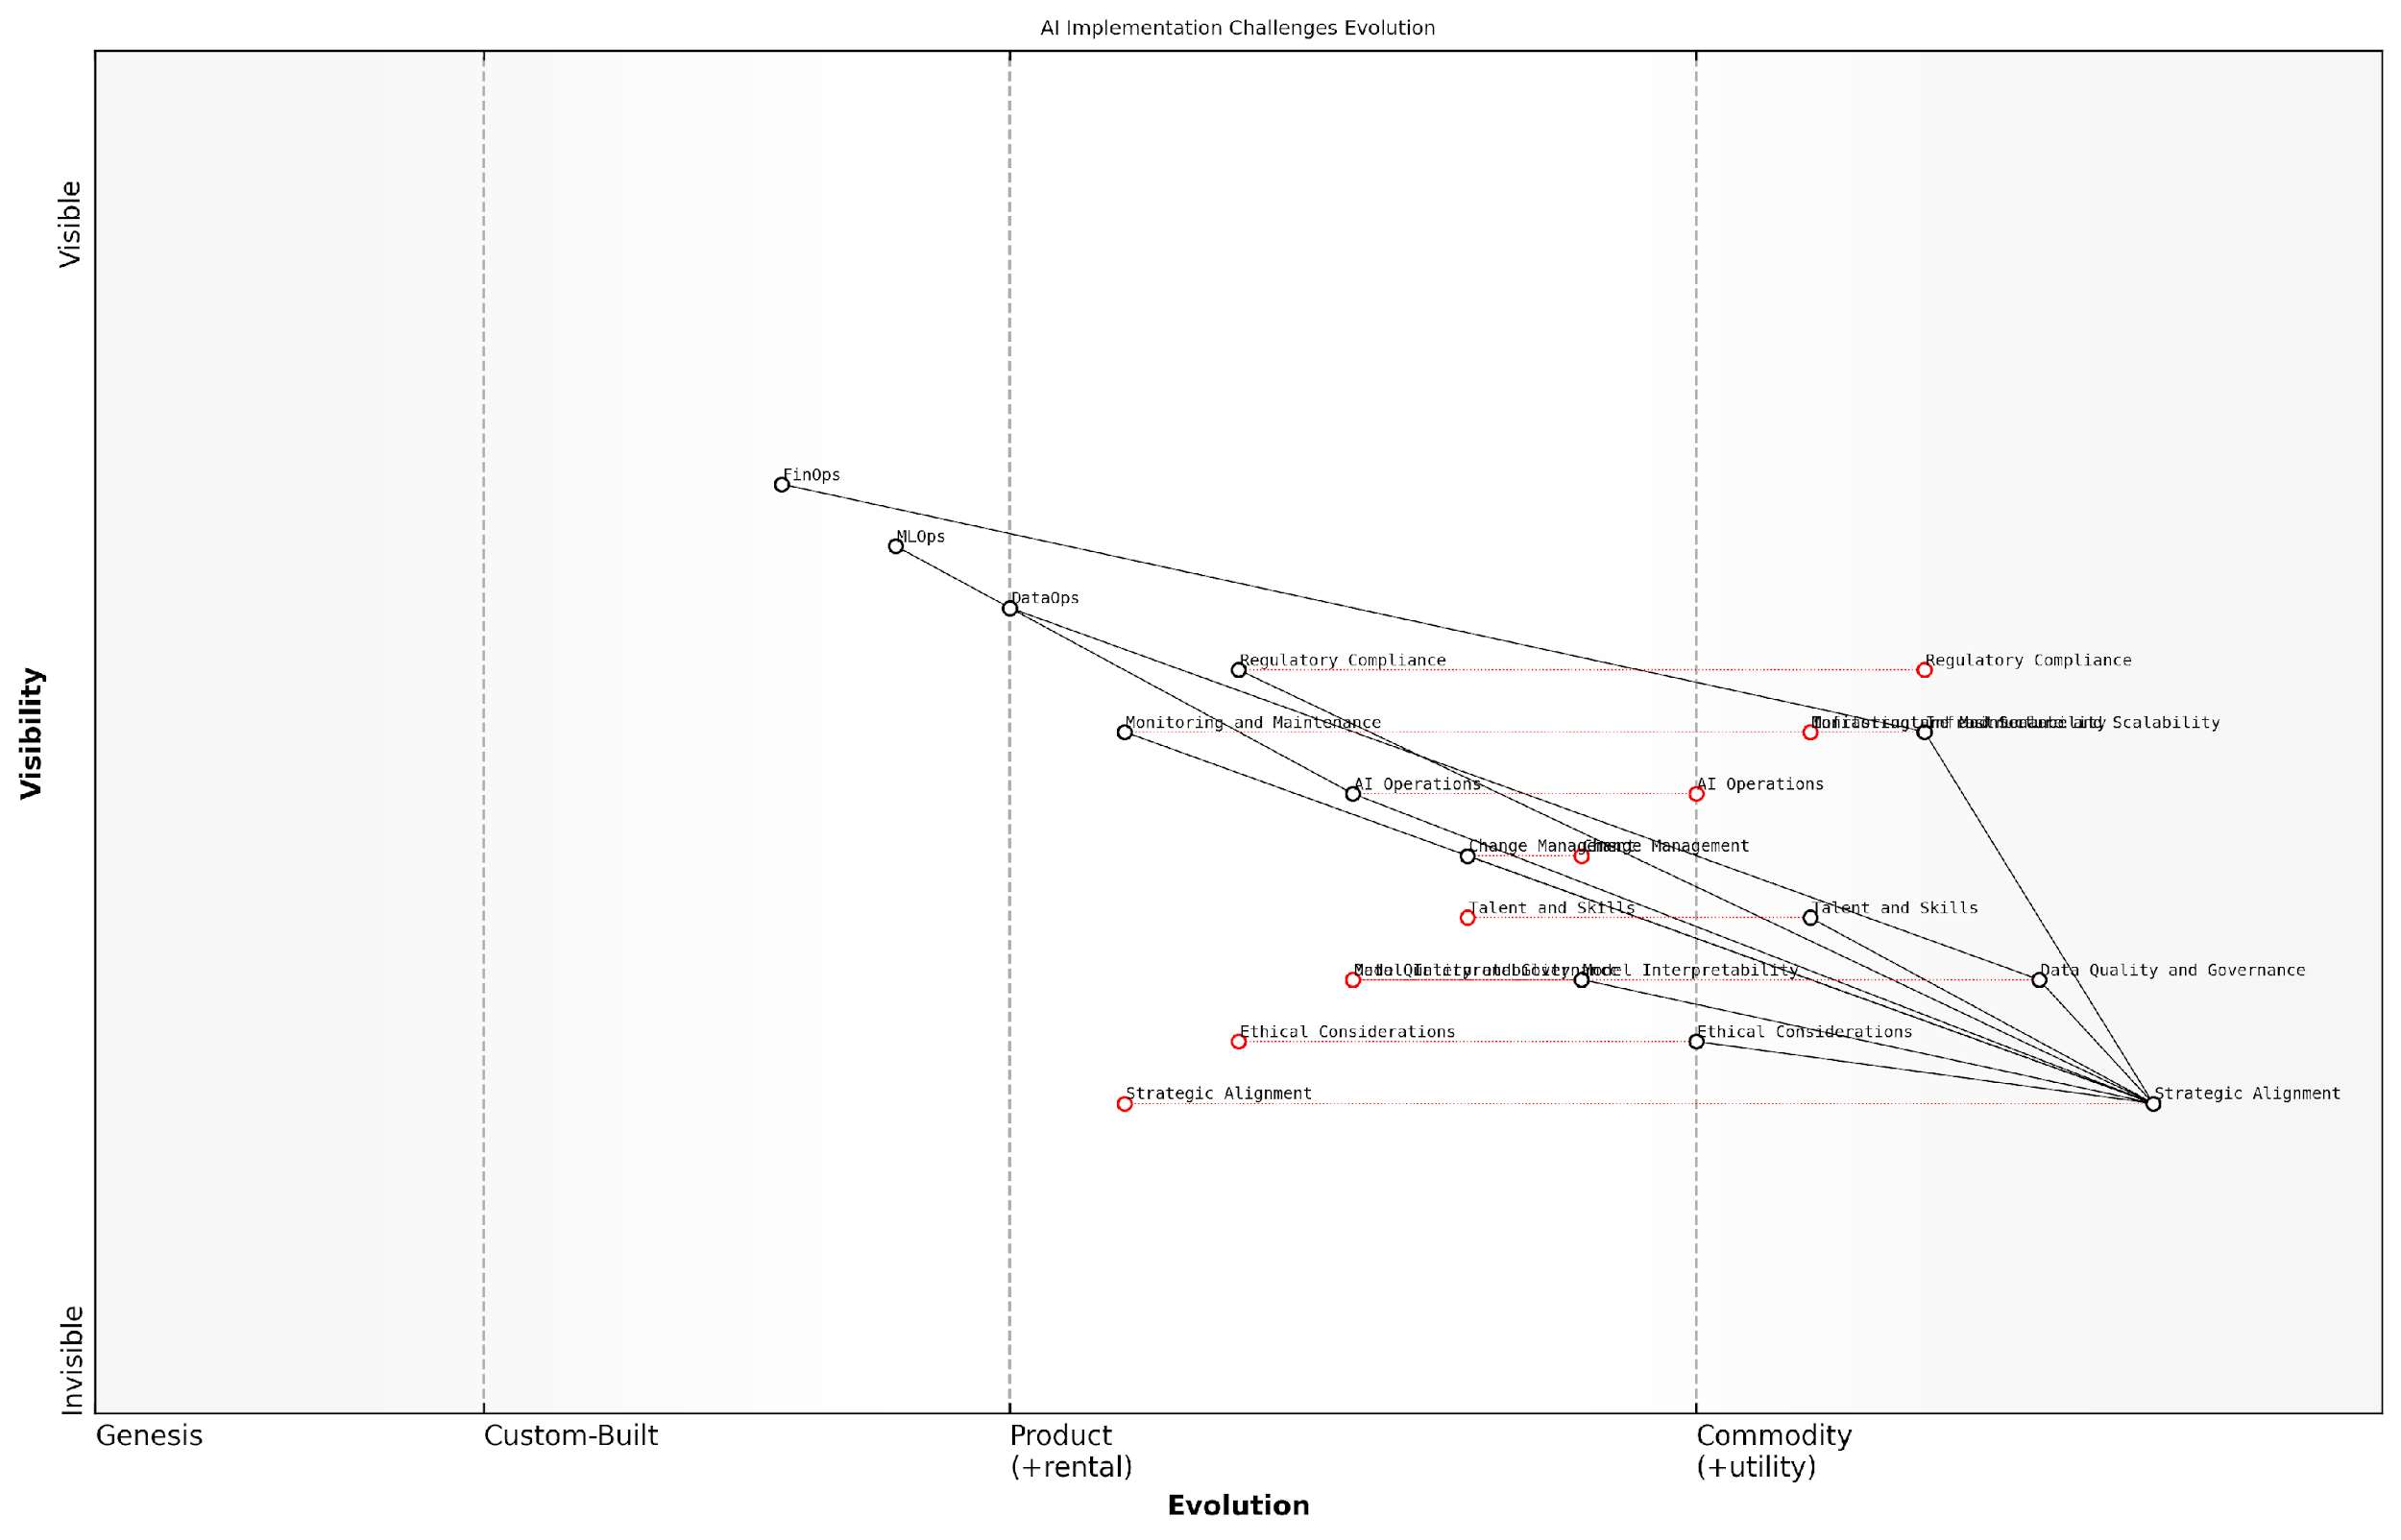 AI Implementation Challenges Evolution
Visible
Visibility
Invisible
FinOps
MLOps
DataOps
Regulatory Compliance
Regulatory Compliance
Monitoring and Maintenance
Infrastructure and Scalability
AI Operations
AI Operations
Change Management
Change Management
Talent and Skills
Talent and Skills
Model Interpretability
Data Quality and Governance
Ethical Considerations
Ethical Considerations
Strategic Alignment
Strategic Alignment
Genesis
Custom-Built
Product
(+rental)
Commodity
(+utility)
Evolution